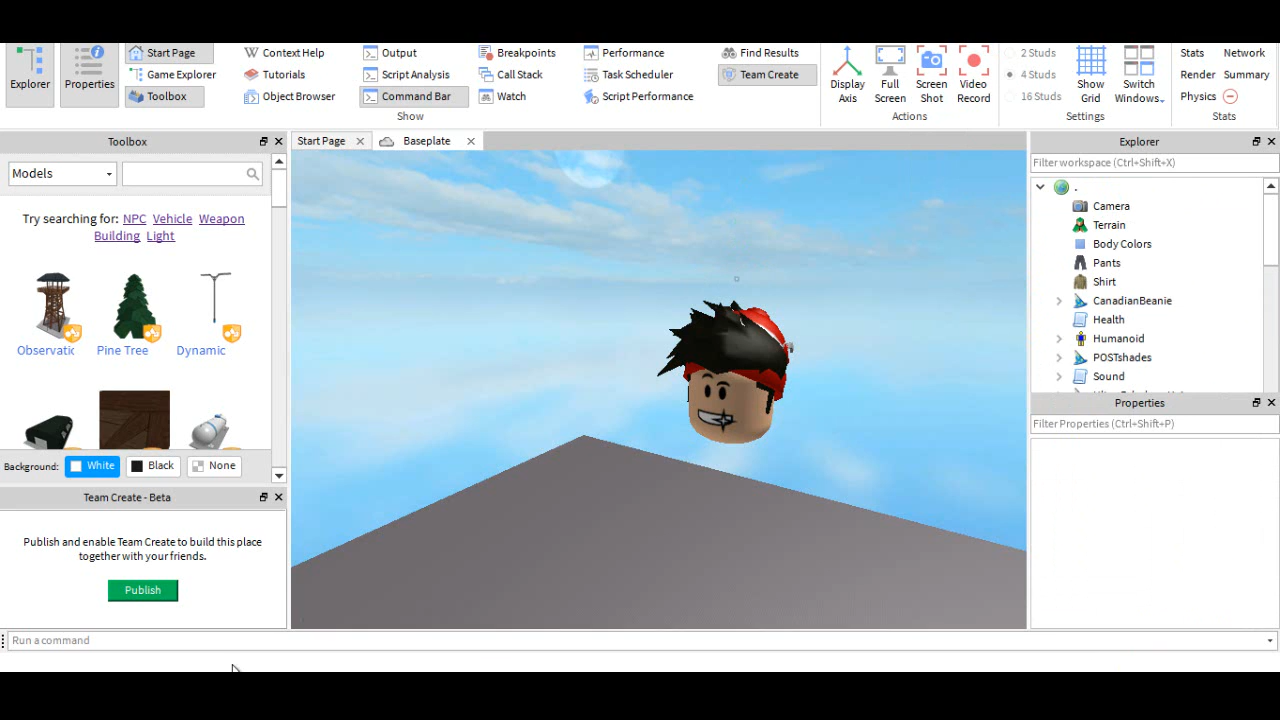 Explorer
Properties
Start Page
Game Explorer
Toolbox
Context Help
Tutorials
Object Browser
Output
Script Analysis
Command Bar
Breakpoints
Call Stack
Watch
Performance
Task Scheduler
Script Performance
Find Results
Team Create
Show
Display
Axis
Full
Screen
Screen
Shot
Video
Record
Actions
2 Studs
4 Studs
16 Studs
Show
Grid
Switch
Windows
Settings
Stats
Network
Render
Summary
Physics
Stats
Toolbox
Models
Try searching for: NPC Vehicle Weapon
Building Light
Observatic
Pine Tree
Dynamic
Background: White Black None
Team Create - Beta
Publish and enable Team Create to build this place
together with your friends.
Publish
Start Page
Baseplate
Explorer
Filter workspace (Ctrl+Shift+X)
.
Camera
Terrain
Body Colors
Pants
Shirt
CanadianBeanie
Health
Humanoid
POSTshades
Sound
Properties
Filter Properties (Ctrl+Shift+P)
Run a command